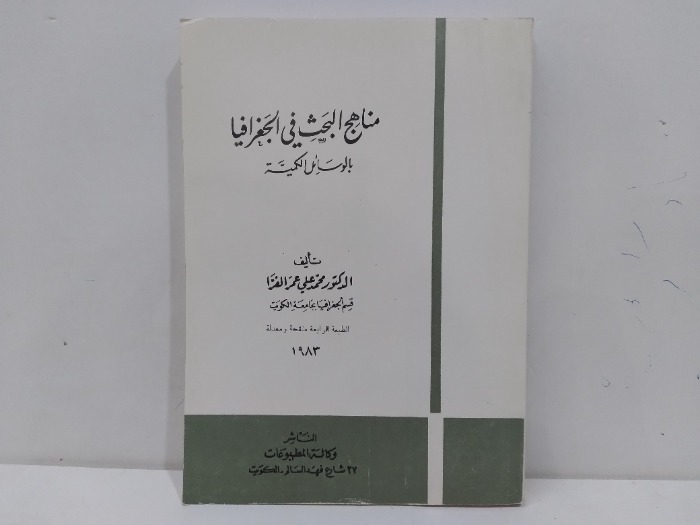 مناهج البحث في الجغرافيا
بالوسائل الكمية
تأليف
الدكتور محمد علي عمر الفرا
قسم الجغرافيا بجامعة الكويت
الطبعة الرابعة منقحة ومعدلة
١٩٨٣
الناشر
وكالة المطبوعات
٢٧ شارع فهد السالم - الكويت